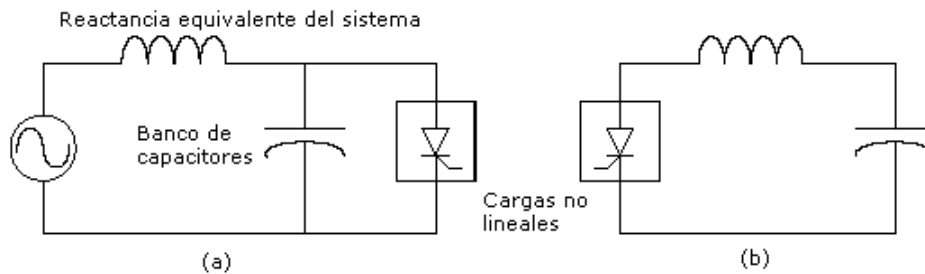 Reactancia equivalente del sistema
Banco de
capacitores
Cargas no
lineales
(a)
(b)